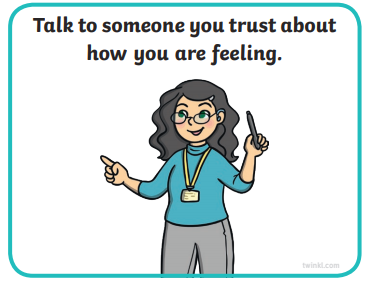 Talk to someone you trust about
how you are feeling.
twinkl.com